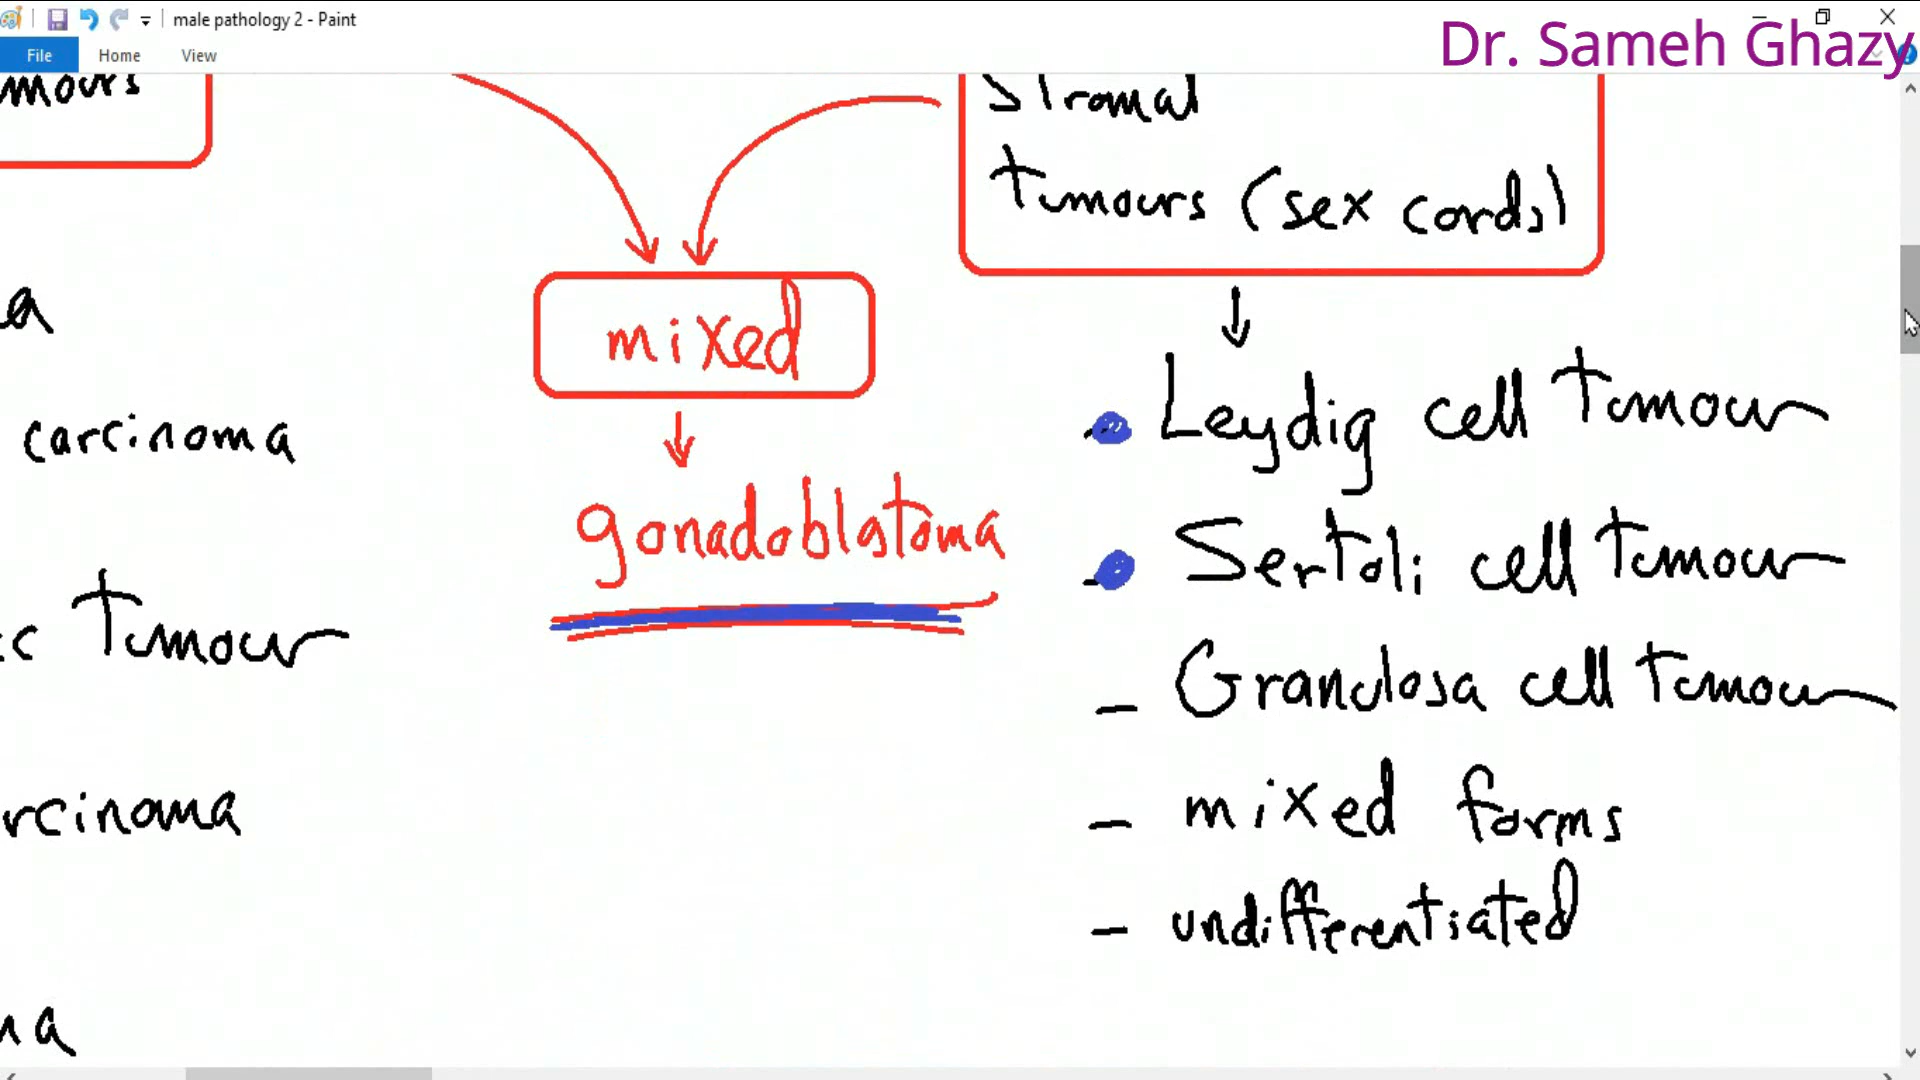 male pathology 2 - Paint
Dr. Sameh Ghazy
File Home View
stromal
tumours (sex cords)
mixed
gonadoblatoma
Leydig cell tumour
Sertoli cell tumour
Granulosa cell tumour
mixed forms
undifferentiated
carcinoma
tumour